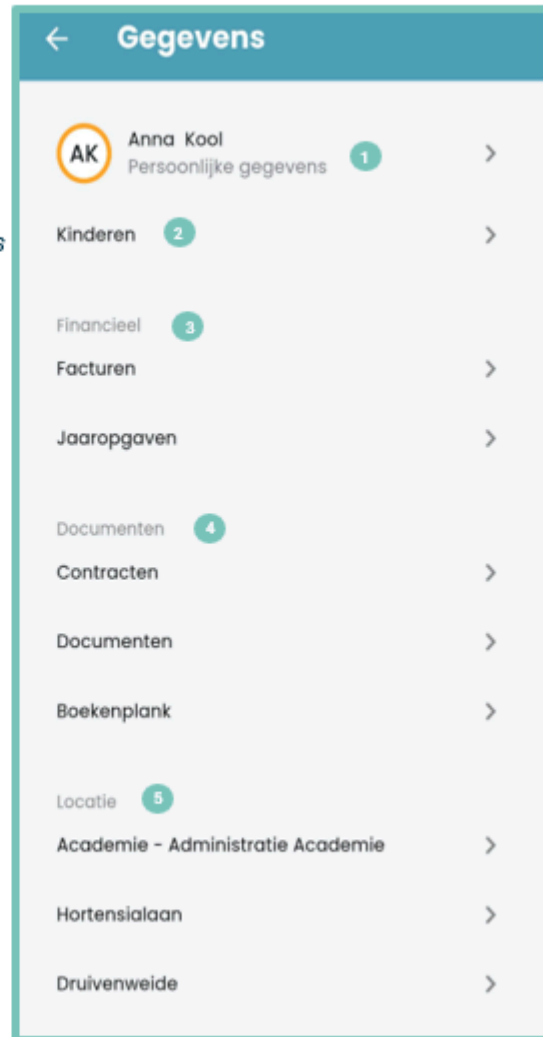 Gegevens
AK
Anna Kool
Persoonlijke gegevens 1
Kinderen 2
s
Financieel 3
Facturen
Jaaropgaven
Documenten 4
Contracten
Documenten
Boekenplank
Locatie 5
Academie - Administratie Academie
Hortensialaan
Druivenweide